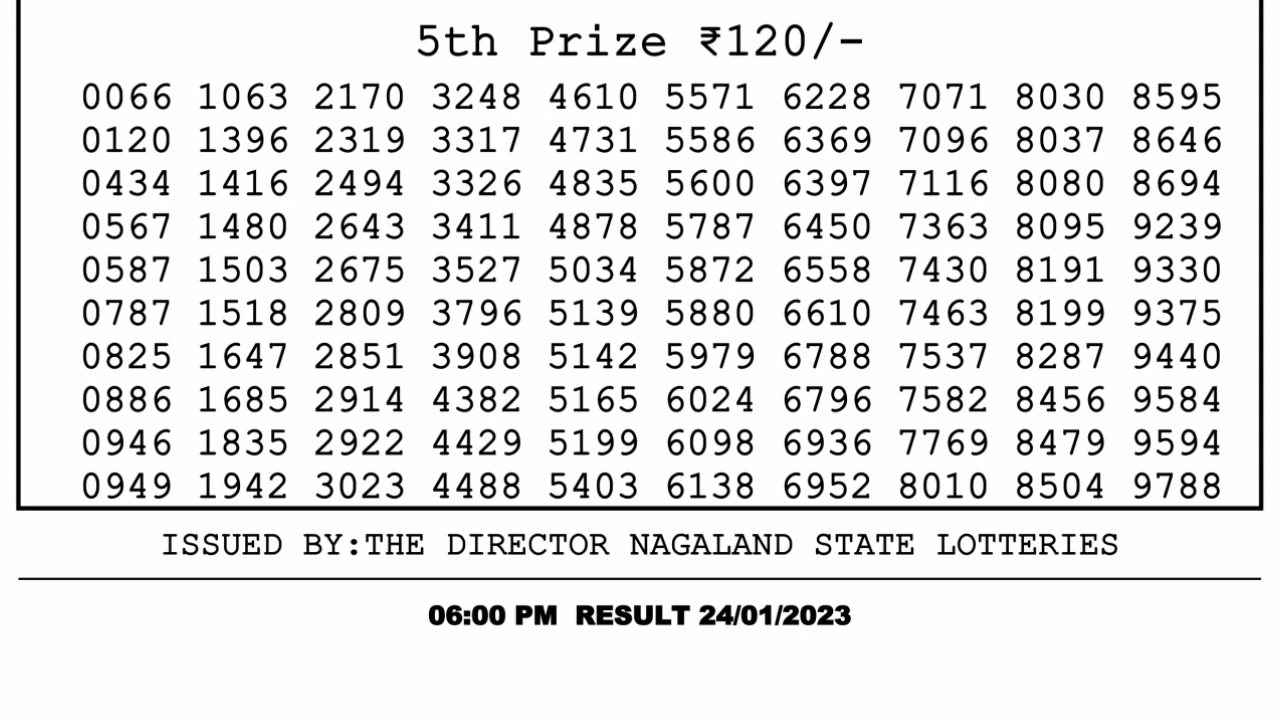 5th Prize ₹120/-
0066 1063 2170 3248 4610 5571 6228 7071 8030 8595
0120 1396 2319 3317 4731 5586 6369 7096 8037 8646
0434 1416 2494 3326 4835 5600 6397 7116 8080 8694
0567 1480 2643 3411 4878 5787 6450 7363 8095 9239
0587 1503 2675 3527 5034 5872 6558 7430 8191 9330
0787 1518 2809 3796 5139 5880 6610 7463 8199 9375
0825 1647 2851 3908 5142 5979 6788 7537 8287 9440
0886 1685 2914 4382 5165 6024 6796 7582 8456 9584
0946 1835 2922 4429 5199 6098 6936 7769 8479 9594
0949 1942 3023 4488 5403 6138 6952 8010 8504 9788
ISSUED BY:THE DIRECTOR NAGALAND STATE LOTTERIES
06:00 PM RESULT 24/01/2023